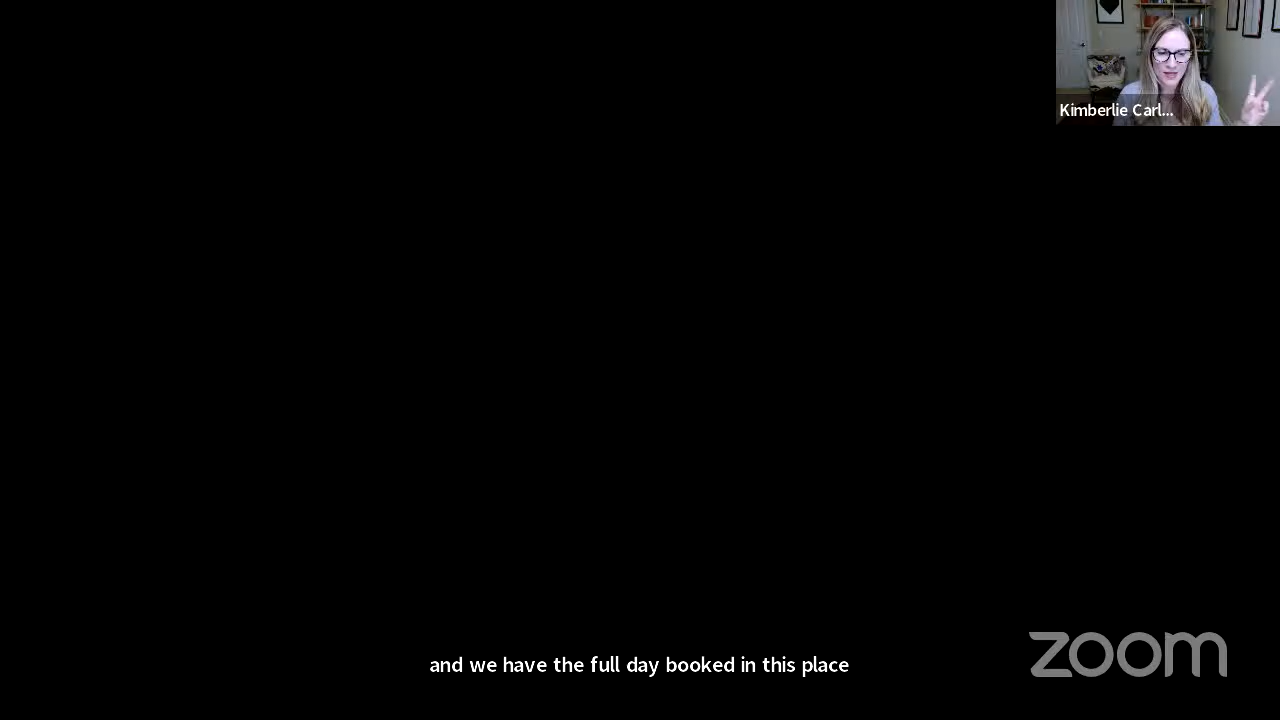 Kimberlie Carl...
and we have the full day booked in this place
zoom